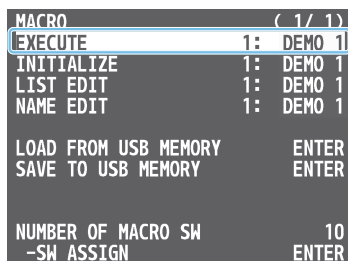 MACRO ( 1/ 1)
EXECUTE 1: DEMO 1
INITIALIZE 1: DEMO 1
LIST EDIT 1: DEMO 1
NAME EDIT 1: DEMO 1
LOAD FROM USB MEMORY ENTER
SAVE TO USB MEMORY ENTER
NUMBER OF MACRO SW 10
-SW ASSIGN ENTER